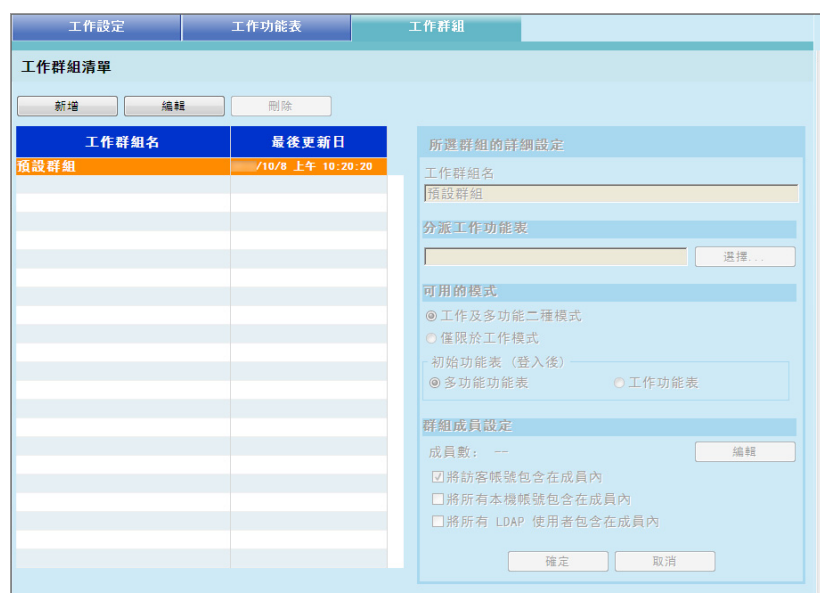 工作設定 工作功能表 工作群組
工作群組清單
新增 編輯 刪除
工作群組名 最後更新日
預設群組 /10/8 上午 10:20:20
所選群組的詳細設定
工作群組名
預設群組
分派工作功能表
選擇...
可用的模式
工作及多功能二種模式
僅限於工作模式
初始功能表 (登入後)
多功能功能表 工作功能表
群組成員設定
成員數： -- 編輯
將訪客帳號包含在成員內
將所有本機帳號包含在成員內
將所有 LDAP 使用者包含在成員內
確定 取消